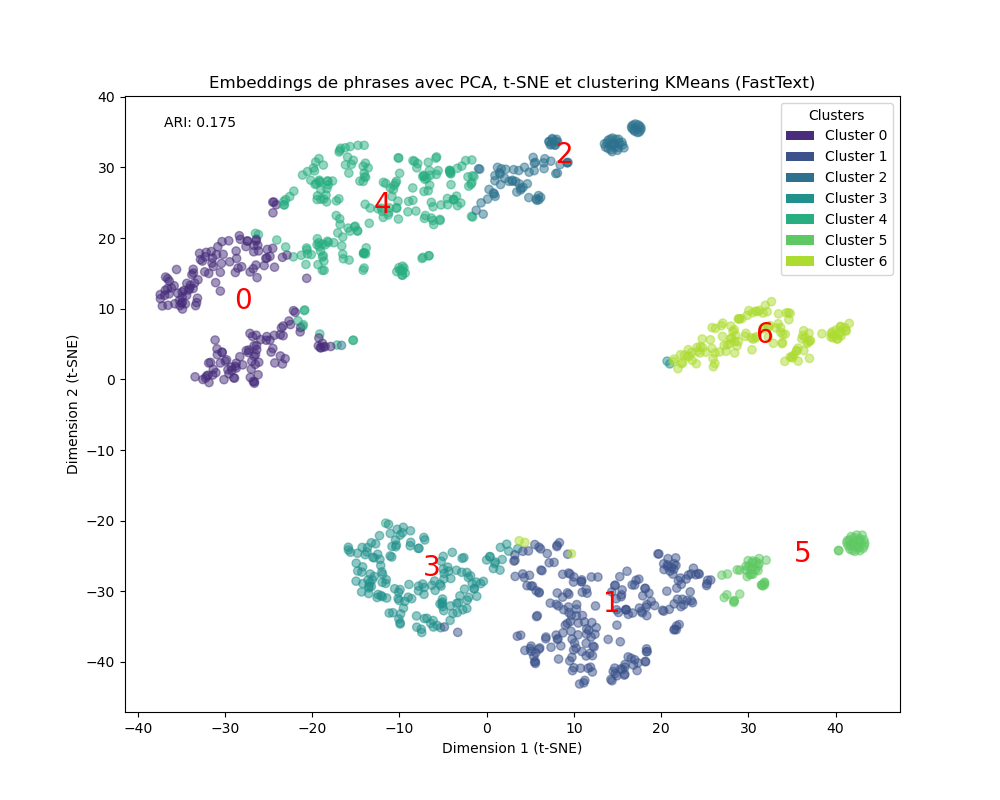 Embeddings de phrases avec PCA, t-SNE et clustering KMeans (FastText)
ARI: 0.175
Clusters
Cluster 0
Cluster 1
Cluster 2
Cluster 3
Cluster 4
Cluster 5
Cluster 6
2
4
0
6
5
3
1
40
30
20
10
0
−10
−20
−30
−40
Dimension 2 (t-SNE)
−40
−30
−20
−10
0
10
20
30
40
Dimension 1 (t-SNE)